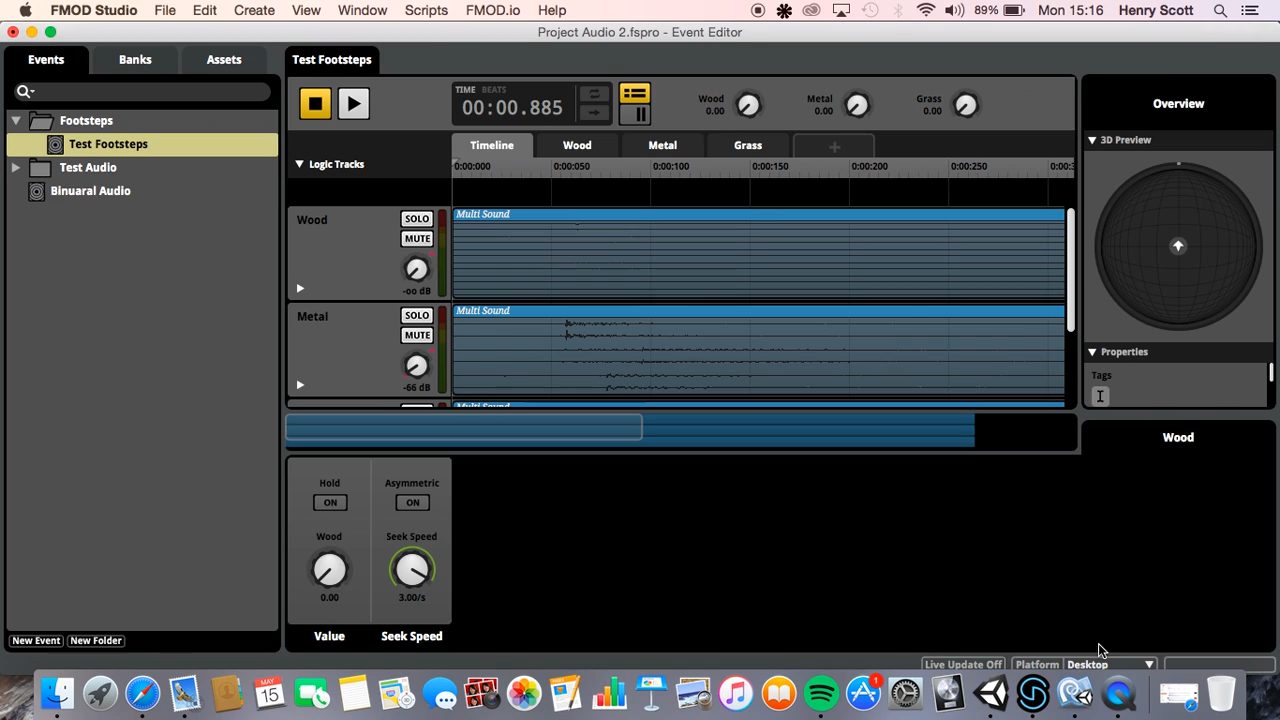 FMOD Studio File Edit Create View Window Scripts FMOD.io Help 89% Mon 15:16 Henry Scott
Project Audio 2.fspro - Event Editor
Events Banks Assets
Test Footsteps
Footsteps
Test Footsteps
Test Audio
Binuaral Audio
TIME BEATS
00:00.885
Wood
0.00
Metal
0.00
Grass
0.00
Timeline Wood Metal Grass +
Logic Tracks
0:00:000 0:00:050 0:00:100 0:00:150 0:00:200 0:00:250
Wood
SOLO
MUTE
-oo dB
Multi Sound
Metal
SOLO
MUTE
-66 dB
Multi Sound
Multi Sound
Overview
3D Preview
Properties
Tags
Wood
Hold
ON
Wood
0.00
Value
Asymmetric
ON
Seek Speed
3.00/s
Seek Speed
New Event New Folder
Live Update Off Platform Desktop
MAY
15
1